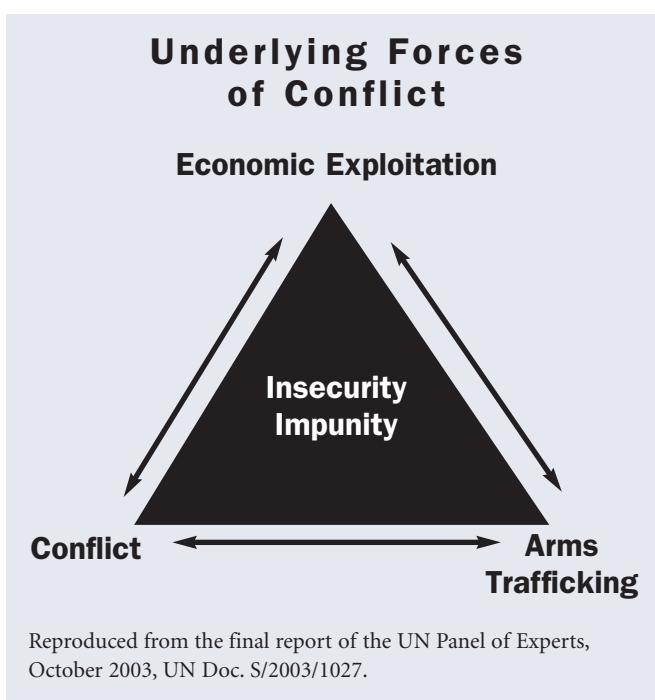 Underlying Forces
of Conflict
Economic Exploitation
Insecurity
Impunity
Conflict
Arms
Trafficking
Reproduced from the final report of the UN Panel of Experts,
October 2003, UN Doc. S/2003/1027.